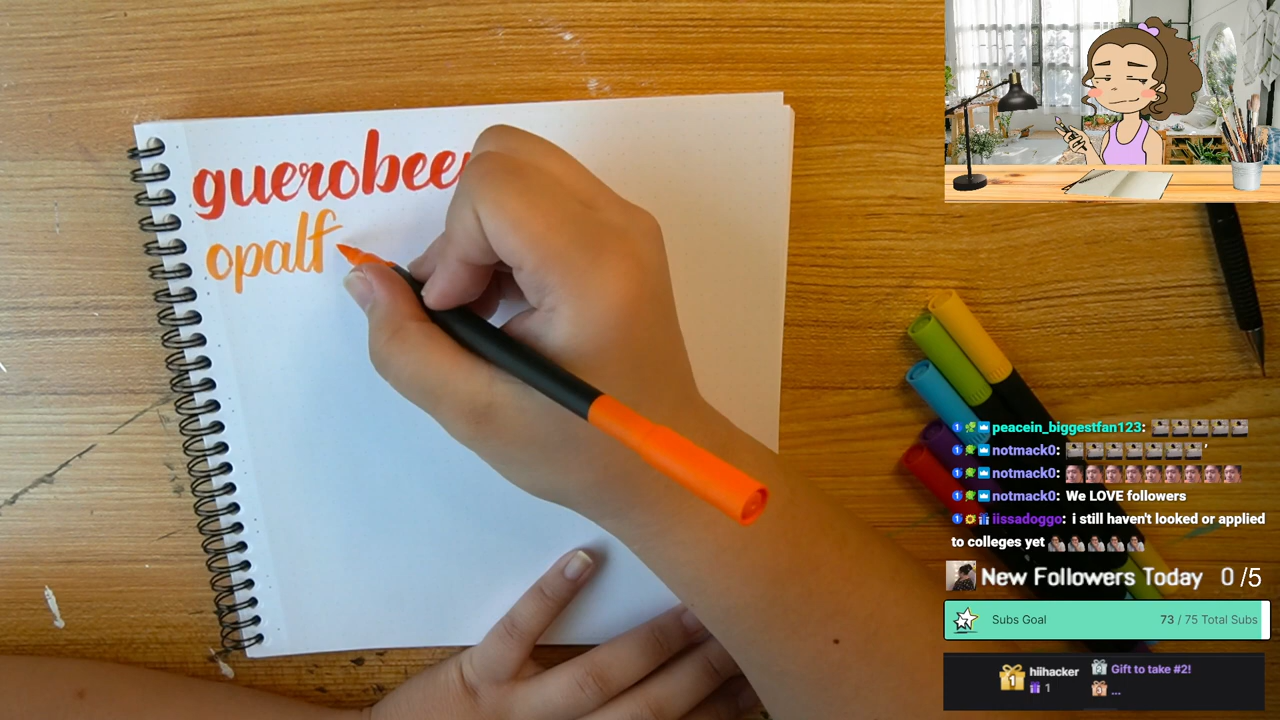 guerobee
opalf
peacein_biggestfan123:
notmack0: ’
notmack0:
notmack0: We LOVE followers
iissadoggo: i still haven't looked or applied
to colleges yet
New Followers Today 0 /5
Subs Goal 73 / 75 Total Subs
1 hiihacker Gift to take #2!
1 ...